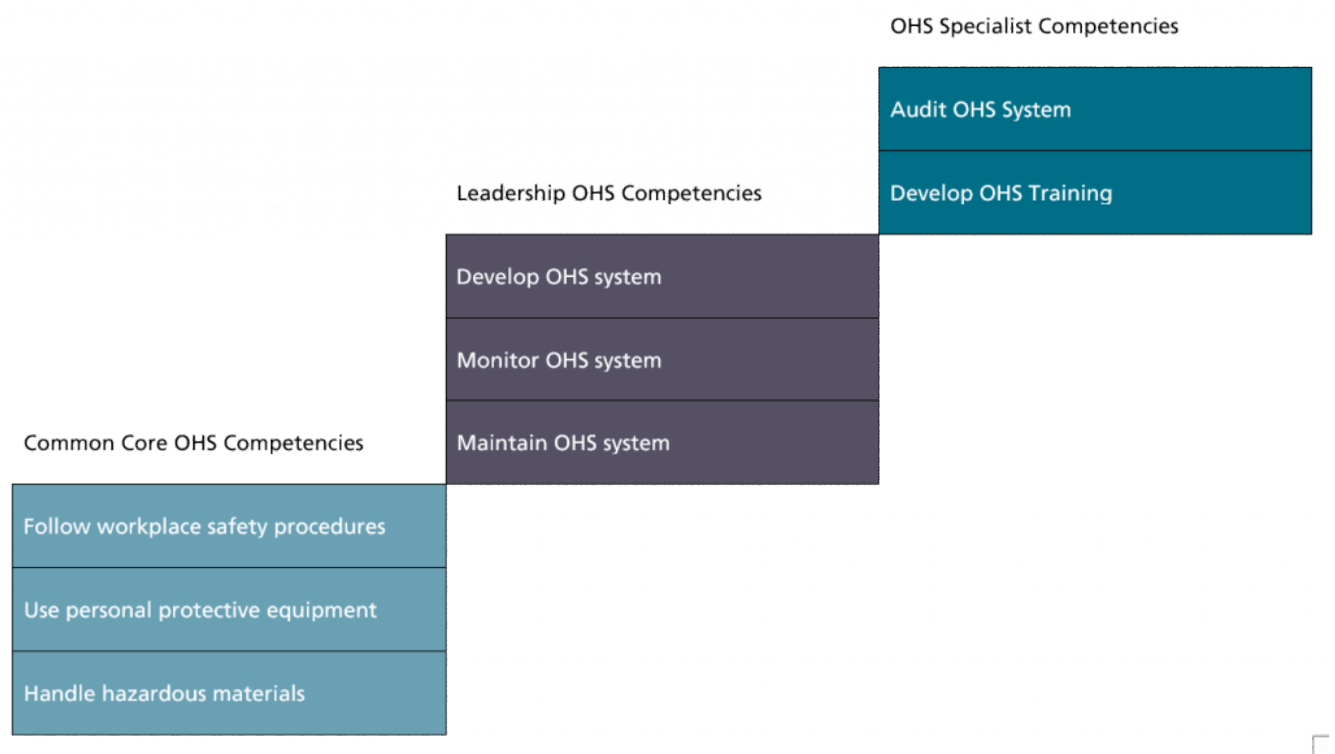 OHS Specialist Competencies
Audit OHS System
Develop OHS Training
Leadership OHS Competencies
Develop OHS system
Monitor OHS system
Maintain OHS system
Common Core OHS Competencies
Follow workplace safety procedures
Use personal protective equipment
Handle hazardous materials